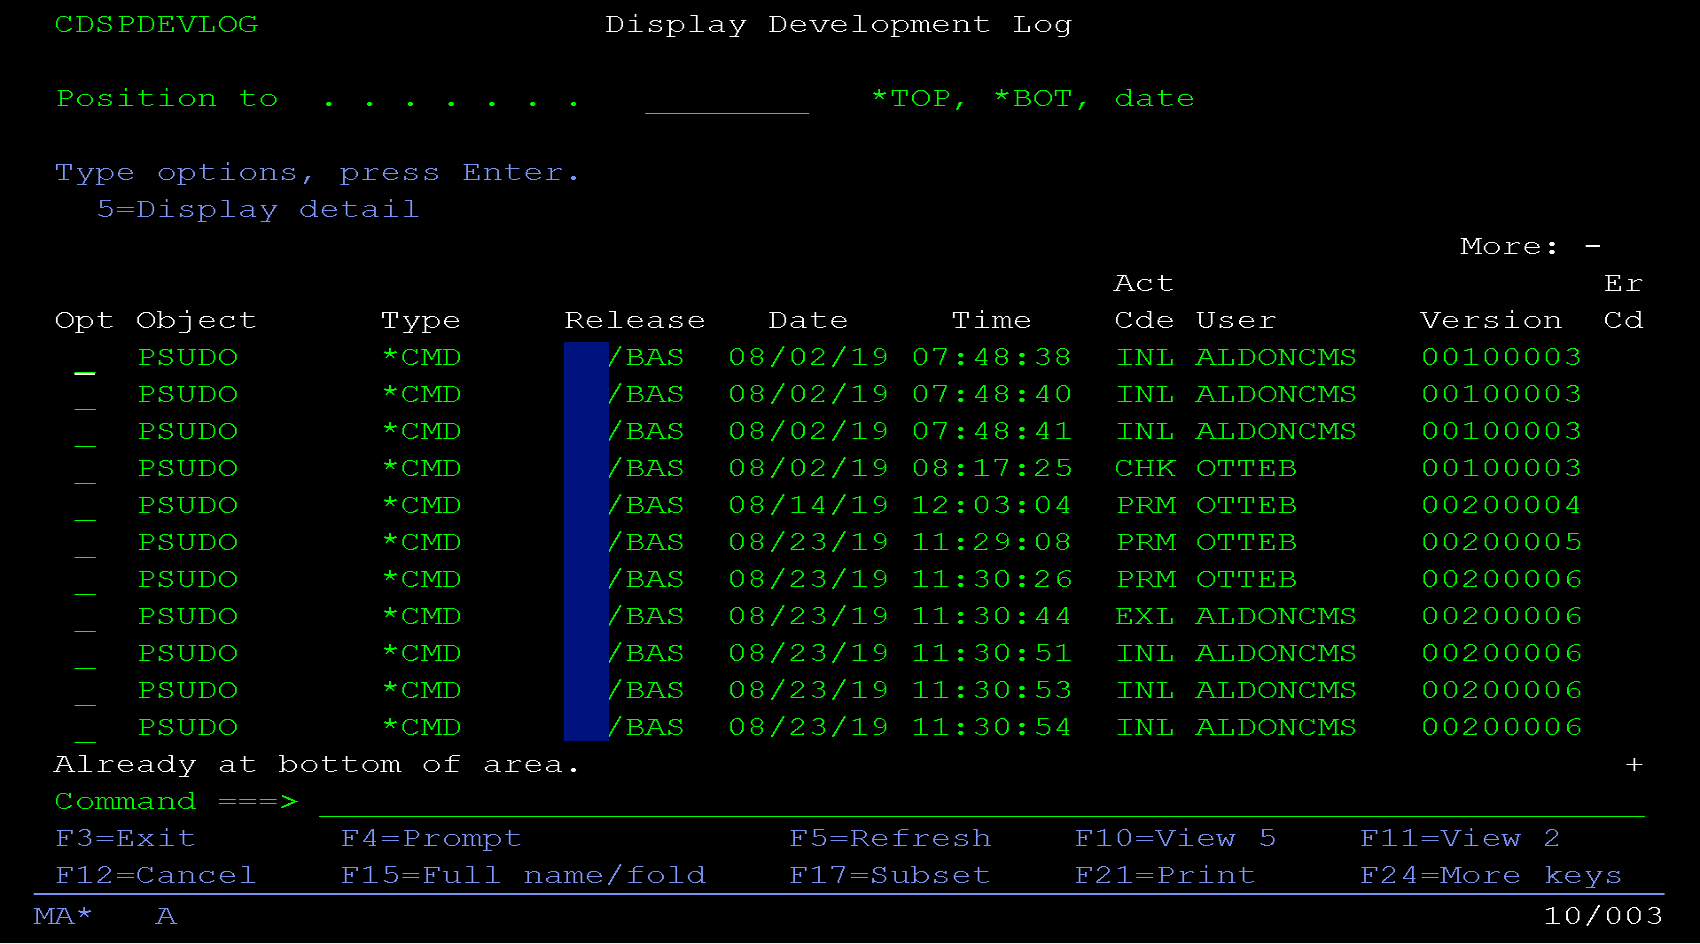 CDSPDEVLOG Display Development Log
Position to . . . . . . . ________ *TOP, *BOT, date
Type options, press Enter.
5=Display detail
More: -
Act Er
Opt Object Type Release Date Time Cde User Version Cd
_ PSUDO *CMD /BAS 08/02/19 07:48:38 INL ALDONCMS 00100003
_ PSUDO *CMD /BAS 08/02/19 07:48:40 INL ALDONCMS 00100003
_ PSUDO *CMD /BAS 08/02/19 07:48:41 INL ALDONCMS 00100003
_ PSUDO *CMD /BAS 08/02/19 08:17:25 CHK OTTEB 00100003
_ PSUDO *CMD /BAS 08/14/19 12:03:04 PRM OTTEB 00200004
_ PSUDO *CMD /BAS 08/23/19 11:29:08 PRM OTTEB 00200005
_ PSUDO *CMD /BAS 08/23/19 11:30:26 PRM OTTEB 00200006
_ PSUDO *CMD /BAS 08/23/19 11:30:44 EXL ALDONCMS 00200006
_ PSUDO *CMD /BAS 08/23/19 11:30:51 INL ALDONCMS 00200006
_ PSUDO *CMD /BAS 08/23/19 11:30:53 INL ALDONCMS 00200006
_ PSUDO *CMD /BAS 08/23/19 11:30:54 INL ALDONCMS 00200006
Already at bottom of area. +
Command ===>
F3=Exit F4=Prompt F5=Refresh F10=View 5 F11=View 2
F12=Cancel F15=Full name/fold F17=Subset F21=Print F24=More keys
MA* A 10/003